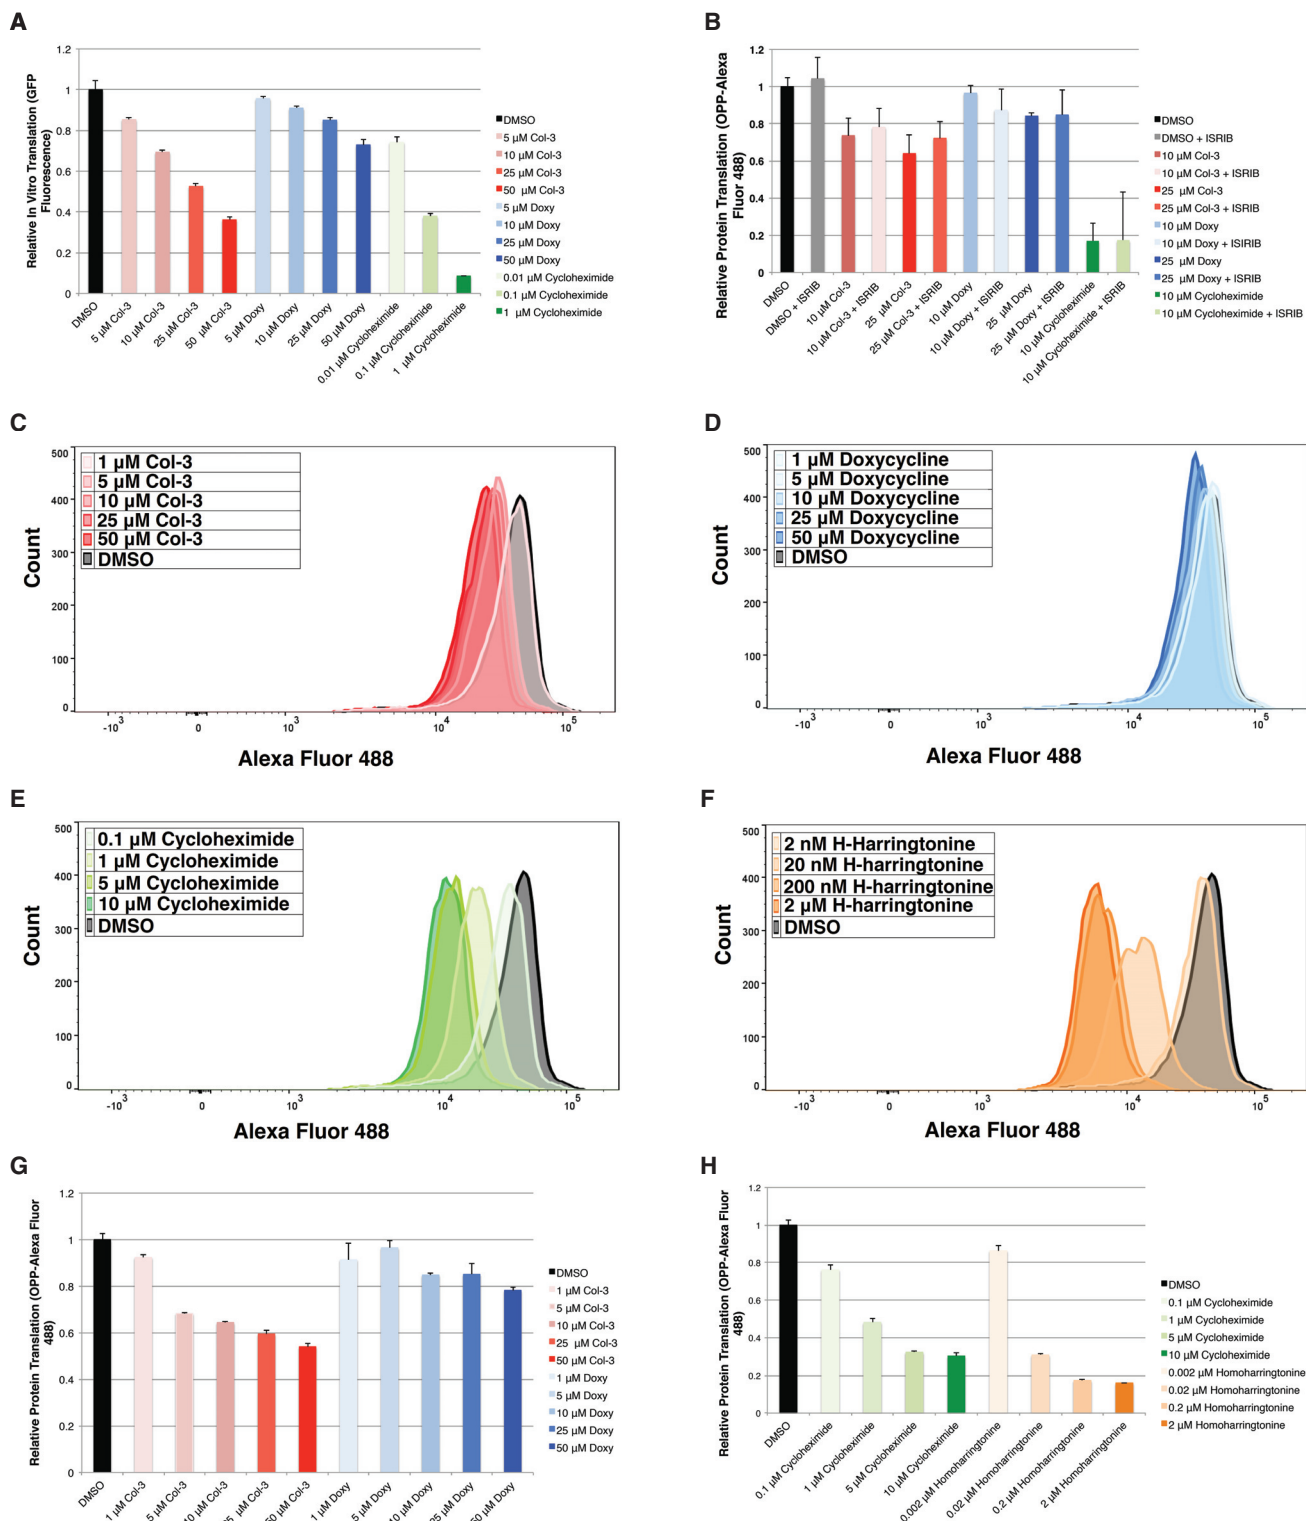 A
Relative In Vitro Translation (GFP
Fluorescence)
1.2
1
0.8
0.6
0.4
0.2
0
DMSO
5 µM Col-3
10 µM Col-3
25 µM Col-3
50 µM Col-3
5 µM Doxy
10 µM Doxy
25 µM Doxy
50 µM Doxy
0.01 µM Cycloheximide
0.1 µM Cycloheximide
1 µM Cycloheximide
DMSO
5 µM Col-3
10 µM Col-3
25 µM Col-3
50 µM Col-3
5 µM Doxy
10 µM Doxy
25 µM Doxy
50 µM Doxy
0.01 µM Cycloheximide
0.1 µM Cycloheximide
1 µM Cycloheximide
B
Relative Protein Translation (OPP-Alexa
Fluor 488)
1.2
1
0.8
0.6
0.4
0.2
0
DMSO
DMSO + ISRIB
10 µM Col-3
10 µM Col-3 + ISRIB
25 µM Col-3
25 µM Col-3 + ISRIB
10 µM Doxy
10 µM Doxy + ISRIB
25 µM Doxy
25 µM Doxy + ISRIB
10 µM Cycloheximide
10 µM Cycloheximide + ISRIB
DMSO
DMSO + ISRIB
10 µM Col-3
10 µM Col-3 + ISRIB
25 µM Col-3
25 µM Col-3 + ISRIB
10 µM Doxy
10 µM Doxy + ISIRIB
25 µM Doxy
25 µM Doxy + ISRIB
10 µM Cycloheximide
10 µM Cycloheximide + ISRIB
C
Count
500
400
300
200
100
0
1 µM Col-3
5 µM Col-3
10 µM Col-3
25 µM Col-3
50 µM Col-3
DMSO
-10³ 0 10³ 10⁴ 10⁵
Alexa Fluor 488
D
Count
500
400
300
200
100
0
1 µM Doxycycline
5 µM Doxycycline
10 µM Doxycycline
25 µM Doxycycline
50 µM Doxycycline
DMSO
-10³ 0 10³ 10⁴ 10⁵
Alexa Fluor 488
E
Count
500
400
300
200
100
0
0.1 µM Cycloheximide
1 µM Cycloheximide
5 µM Cycloheximide
10 µM Cycloheximide
DMSO
-10³ 0 10³ 10⁴ 10⁵
Alexa Fluor 488
F
Count
500
400
300
200
100
0
2 nM H-Harringtonine
20 nM H-harringtonine
200 nM H-harringtonine
2 µM H-harringtonine
DMSO
-10³ 0 10³ 10⁴ 10⁵
Alexa Fluor 488
G
Relative Protein Translation (OPP-Alexa Fluor
488)
1.2
1
0.8
0.6
0.4
0.2
0
DMSO
1 µM Col-3
5 µM Col-3
10 µM Col-3
µM Col-3
µM Col-3
1 µM Doxy
5 µM Doxy
10 µM Doxy
µM Doxy
µM Doxy
DMSO
1 µM Col-3
5 µM Col-3
10 µM Col-3
25 µM Col-3
50 µM Col-3
1 µM Doxy
5 µM Doxy
10 µM Doxy
25 µM Doxy
50 µM Doxy
H
Relative Protein Translation (OPP-Alexa Fluor
488)
1.2
1
0.8
0.6
0.4
0.2
0
DMSO
0.1 µM Cycloheximide
1 µM Cycloheximide
5 µM Cycloheximide
10 µM Cycloheximide
0.002 µM Homoharringtonine
0.02 µM Homoharringtonine
0.2 µM Homoharringtonine
2 µM Homoharringtonine
DMSO
0.1 µM Cycloheximide
1 µM Cycloheximide
5 µM Cycloheximide
10 µM Cycloheximide
0.002 µM Homoharringtonine
0.02 µM Homoharringtonine
0.2 µM Homoharringtonine
2 µM Homoharringtonine